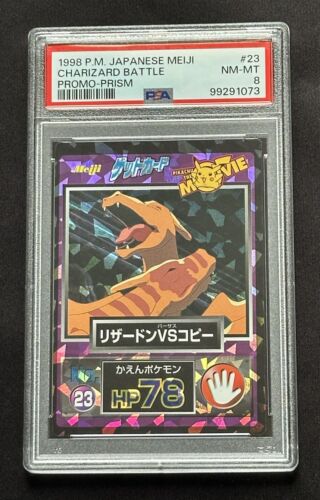 1998 P.M. JAPANESE MEIJI #23
CHARIZARD BATTLE NM-MT
PROMO-PRISM 8
PSA 99291073
Meiji ゲットカード PIKACHU THE MOVIE
バーサス
リザードンVSコピー
かえんポケモン
23 HP78